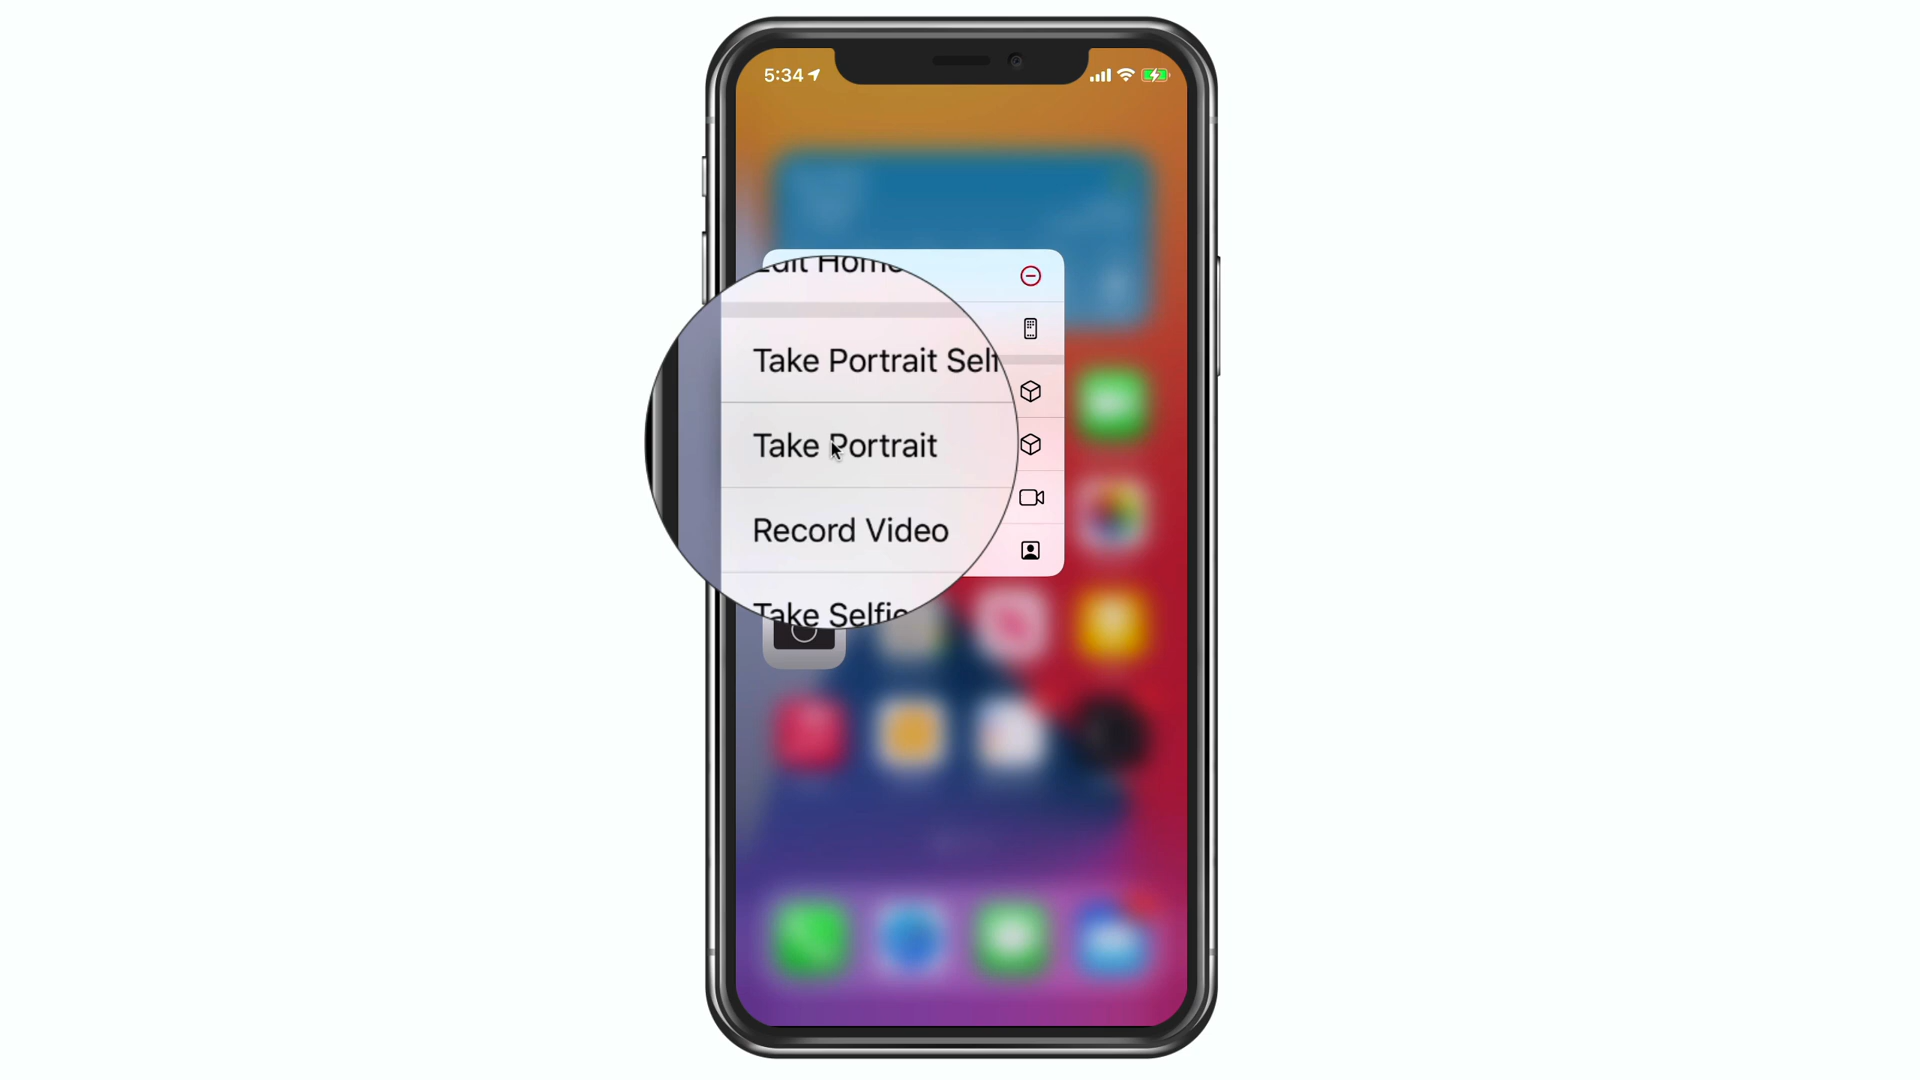 5:34
Edit Home
Take Portrait Self
Take Portrait
Record Video
Take Selfie